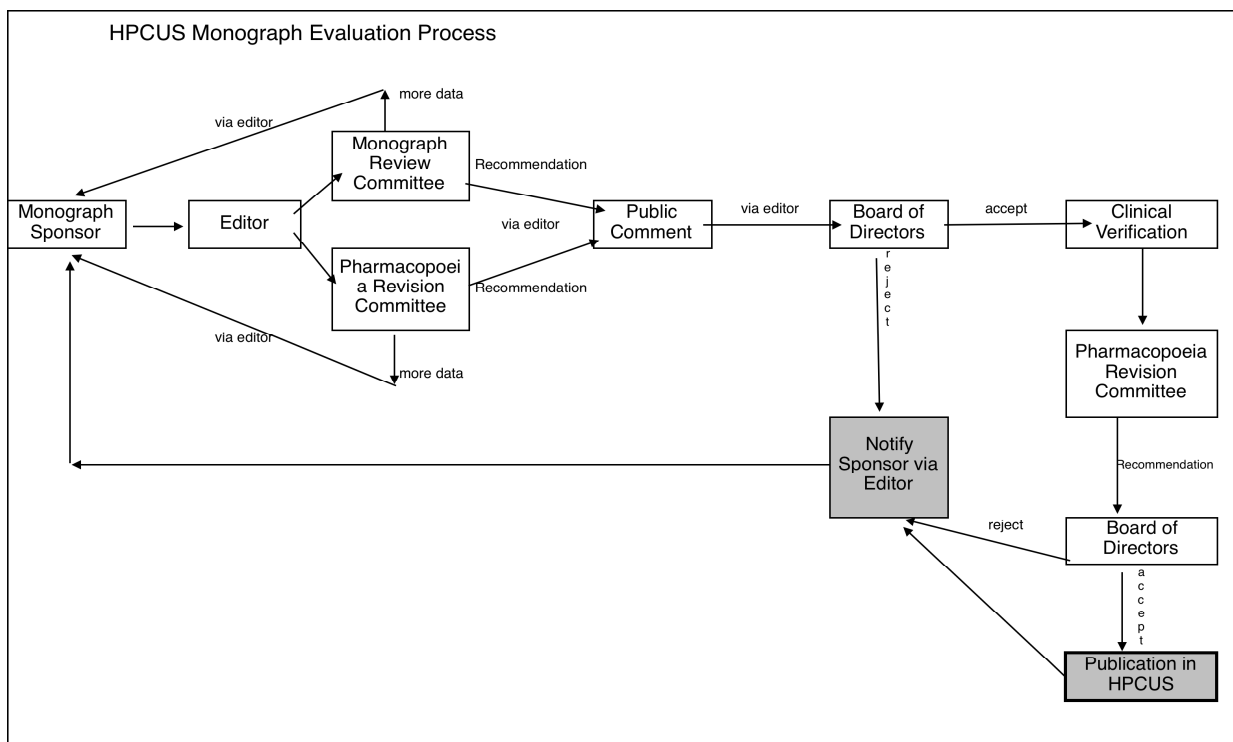 HPCUS Monograph Evaluation Process
more data
via editor
Monograph
Review
Committee
Recommendation
Monograph
Sponsor
Editor
via editor
Public
Comment
via editor
Board of
Directors
accept
Clinical
Verification
Pharmacopoei
a Revision
Committee
Recommendation
reject
via editor
more data
Pharmacopoeia
Revision
Committee
Notify
Sponsor via
Editor
Recommendation
reject
Board of
Directors
accept
Publication in
HPCUS